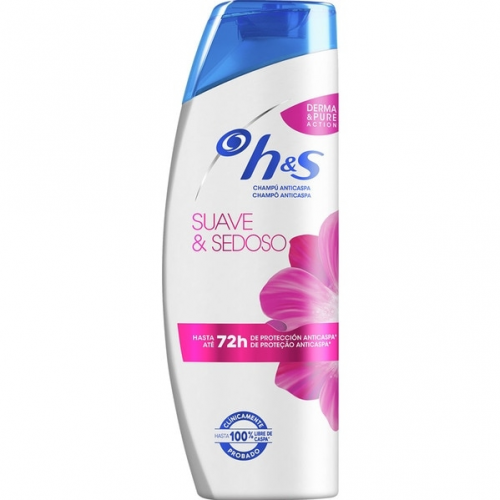 DERMA
&PURE
ACTION
h&s
CHAMPÚ ANTICASPA
CHAMPÔ ANTICASPA
SUAVE
& SEDOSO
HASTA
ATÉ
72h
DE PROTECCIÓN ANTICASPA*
DE PROTEÇÃO ANTICASPA*
CLÍNICAMENTE
HASTA 100% LIBRE DE CASPA*
PROBADO